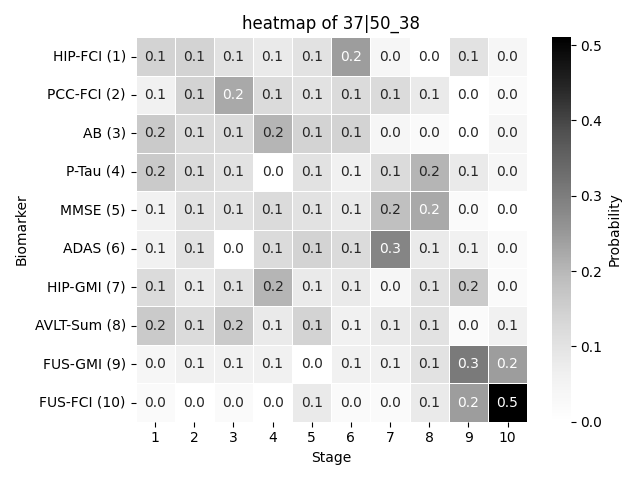 heatmap of 37|50_38
HIP-FCI (1) 0.1 0.1 0.1 0.1 0.1 0.2 0.0 0.0 0.1 0.0
PCC-FCI (2) 0.1 0.1 0.2 0.1 0.1 0.1 0.1 0.1 0.0 0.0
AB (3) 0.2 0.1 0.1 0.2 0.1 0.1 0.0 0.0 0.0 0.0
P-Tau (4) 0.2 0.1 0.1 0.0 0.1 0.1 0.1 0.2 0.1 0.0
MMSE (5) 0.1 0.1 0.1 0.1 0.1 0.1 0.2 0.2 0.0 0.0
ADAS (6) 0.1 0.1 0.0 0.1 0.1 0.1 0.3 0.1 0.1 0.0
HIP-GMI (7) 0.1 0.1 0.1 0.2 0.1 0.1 0.0 0.1 0.2 0.0
AVLT-Sum (8) 0.2 0.1 0.2 0.1 0.1 0.1 0.1 0.1 0.0 0.1
FUS-GMI (9) 0.0 0.1 0.1 0.1 0.0 0.1 0.1 0.1 0.3 0.2
FUS-FCI (10) 0.0 0.0 0.0 0.0 0.1 0.0 0.0 0.1 0.2 0.5
1 2 3 4 5 6 7 8 9 10
Stage
Biomarker
0.5
0.4
0.3
0.2
0.1
0.0
Probability